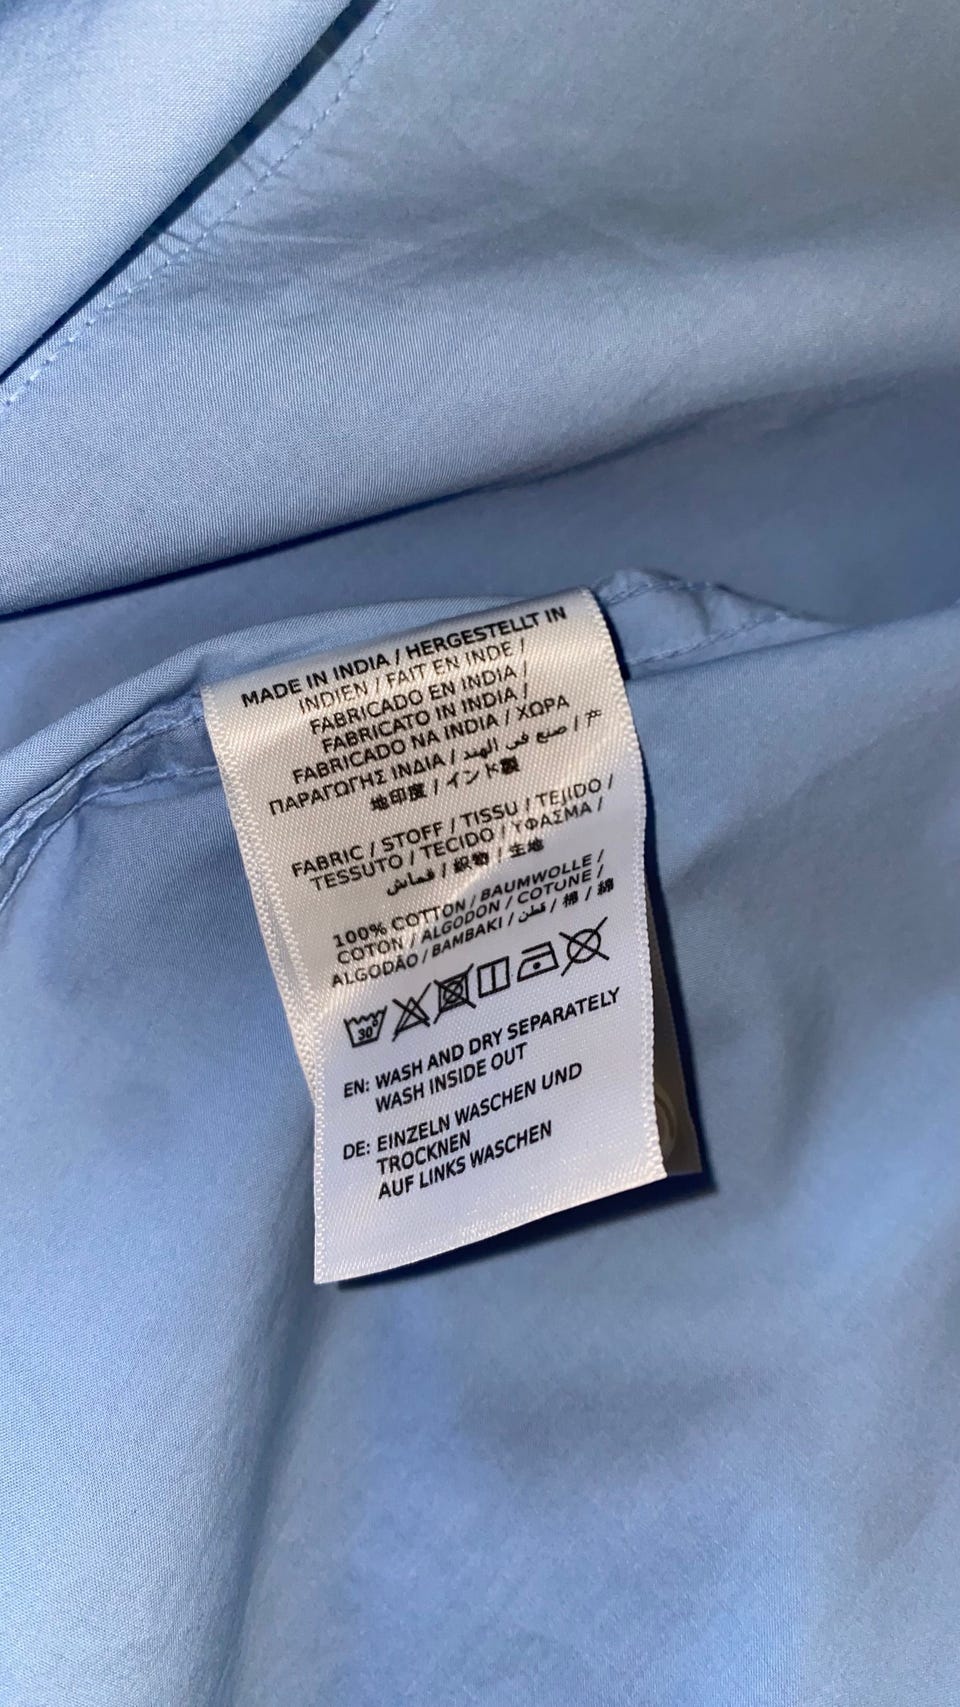 MADE IN INDIA / HERGESTELLT IN
INDIEN / FAIT EN INDE /
FABRICADO EN INDIA /
FABRICATO IN INDIA /
FABRICADO NA INDIA / ΧΩΡΑ
ΠΑΡΑΓΩΓΗΣ ΙΝΔΙΑ / صنع في الهند / 产
地印度 / インド製
FABRIC / STOFF / TISSU / TEJIDO /
TESSUTO / TECIDO / ΥΦΑΣΜΑ /
قماش / 织物 / 生地
100% COTTON / BAUMWOLLE /
COTON / ALGODON / COTUNE /
ALGODÃO / BAMBAKI / قطن / 棉 / 綿
30°
EN: WASH AND DRY SEPARATELY
WASH INSIDE OUT
DE: EINZELN WASCHEN UND
TROCKNEN
AUF LINKS WASCHEN